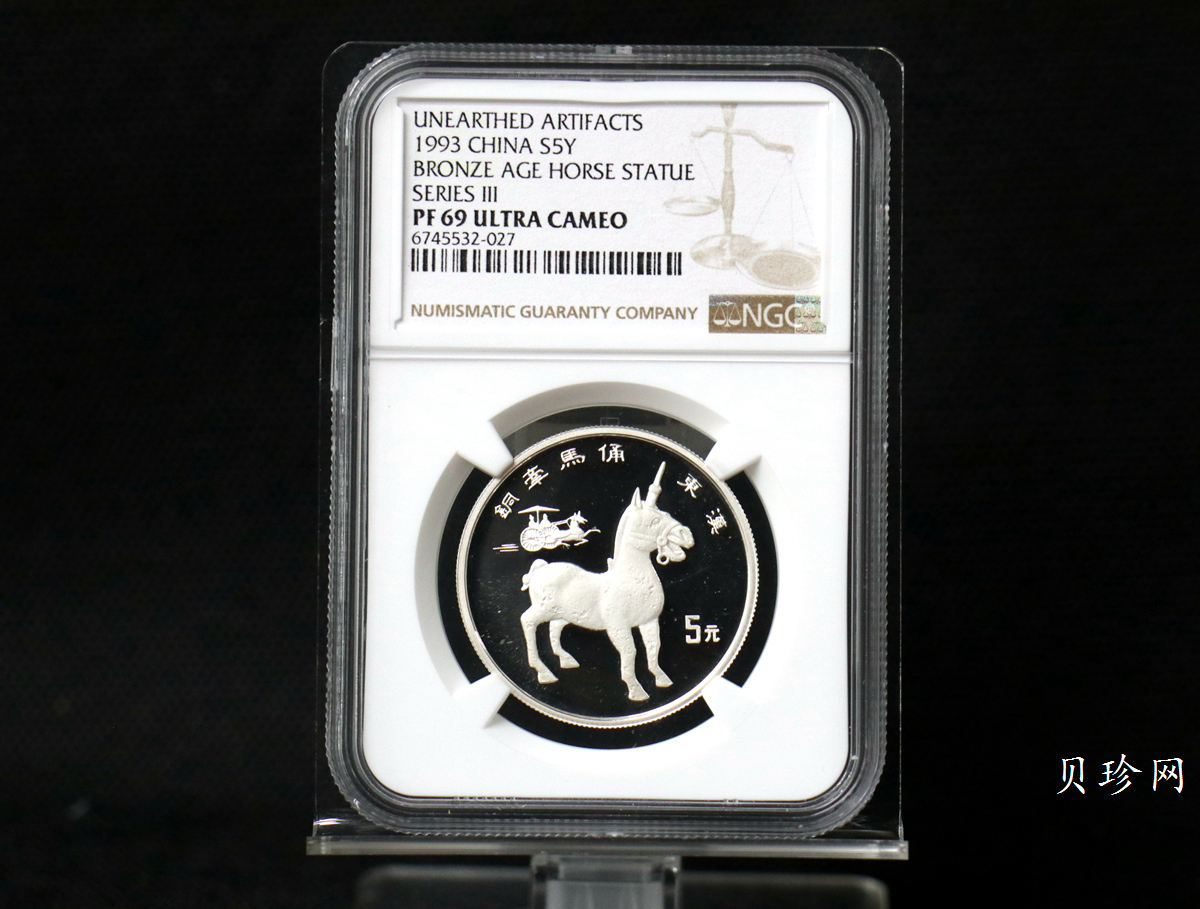 UNEARTHED ARTIFACTS
1993 CHINA S5Y
BRONZE AGE HORSE STATUE
SERIES III
PF 69 ULTRA CAMEO
6745532-027
NUMISMATIC GUARANTY COMPANY
NGC
銅牽馬俑 東漢
5元
贝珍网